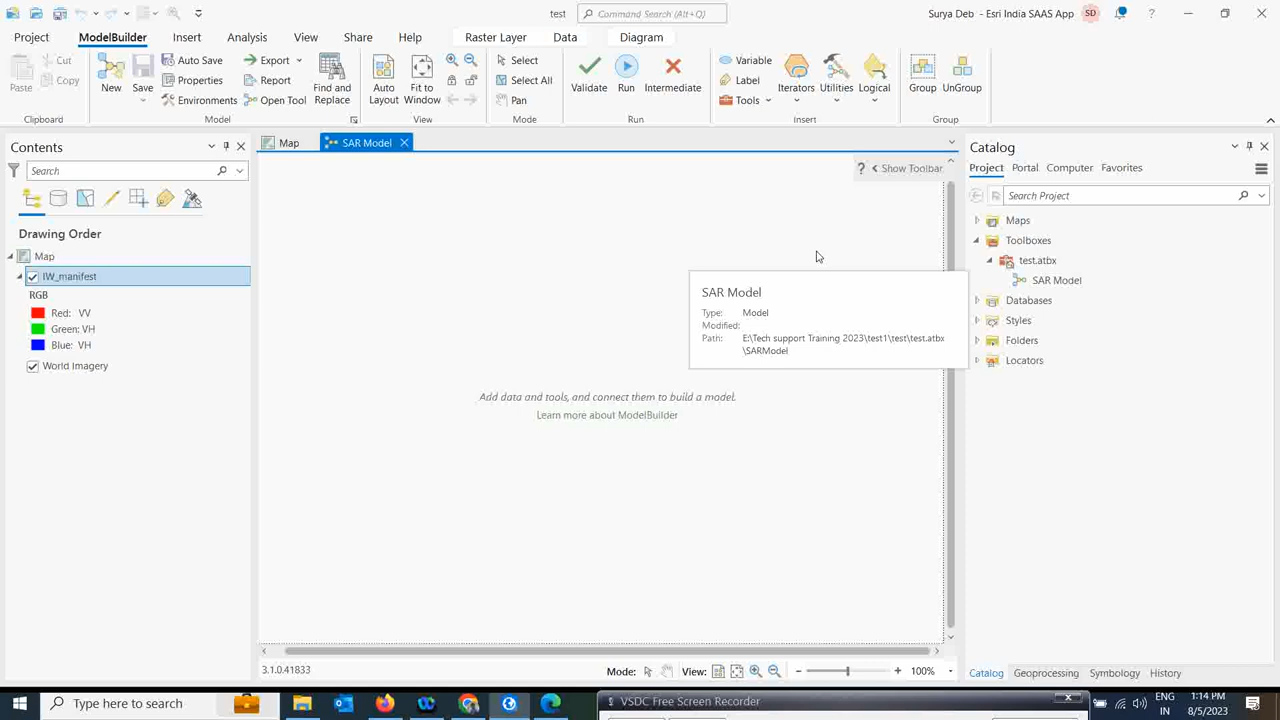 test
Command Search (Alt+Q)
Surya Deb - Esri India SAAS App
SD
?
Project
ModelBuilder
Insert
Analysis
View
Share
Help
Raster Layer
Data
Diagram
Paste
Copy
New
Save
Properties
Environments
Export
Report
Open Tool
Find and Replace
Auto Layout
Fit to Window
Select
Select All
Pan
Validate
Run
Intermediate
Variable
Label
Tools
Iterators
Utilities
Logical
Group
UnGroup
Clipboard
Model
View
Mode
Run
Insert
Group
Contents
Search
Drawing Order
Map
IW_manifest
RGB
Red: VV
Green: VH
Blue: VH
World Imagery
Map
SAR Model
? Show Toolbar
SAR Model
Type: Model
Modified:
Path: E:\Tech support Training 2023\test1\test\test.atbx
\SARModel
Add data and tools, and connect them to build a model.
Learn more about ModelBuilder
3.1.0.41833
Mode:
View:
100%
Catalog
Project
Portal
Computer
Favorites
Search Project
Maps
Toolboxes
test.atbx
SAR Model
Databases
Styles
Folders
Locators
Catalog
Geoprocessing
Symbology
History
Type here to search
VSDC Free Screen Recorder
ENG
IN
1:14 PM
8/5/2023